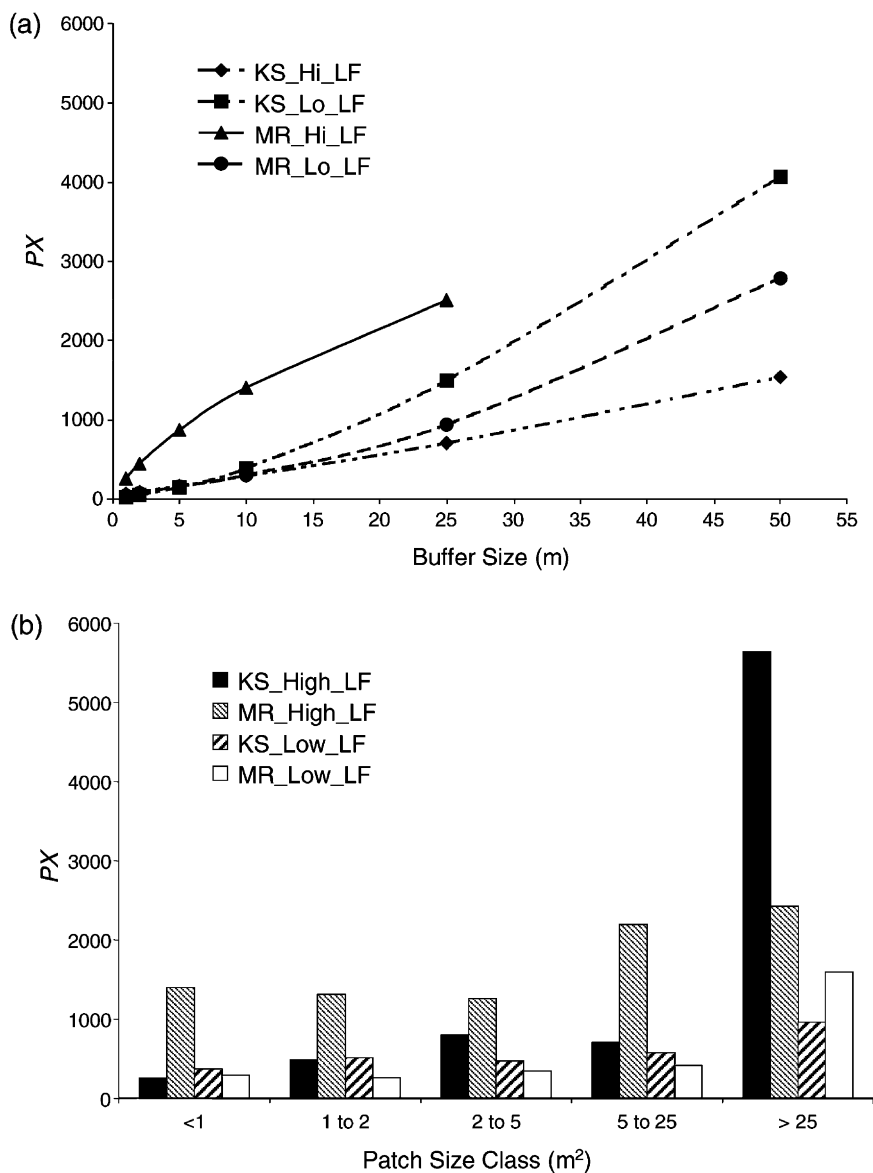 (a)
6000
5000
4000
3000
2000
1000
0
PX
KS_Hi_LF
KS_Lo_LF
MR_Hi_LF
MR_Lo_LF
0 5 10 15 20 25 30 35 40 45 50 55
Buffer Size (m)
(b)
6000
5000
4000
3000
2000
1000
0
PX
KS_High_LF
MR_High_LF
KS_Low_LF
MR_Low_LF
<1 1 to 2 2 to 5 5 to 25 > 25
Patch Size Class (m²)